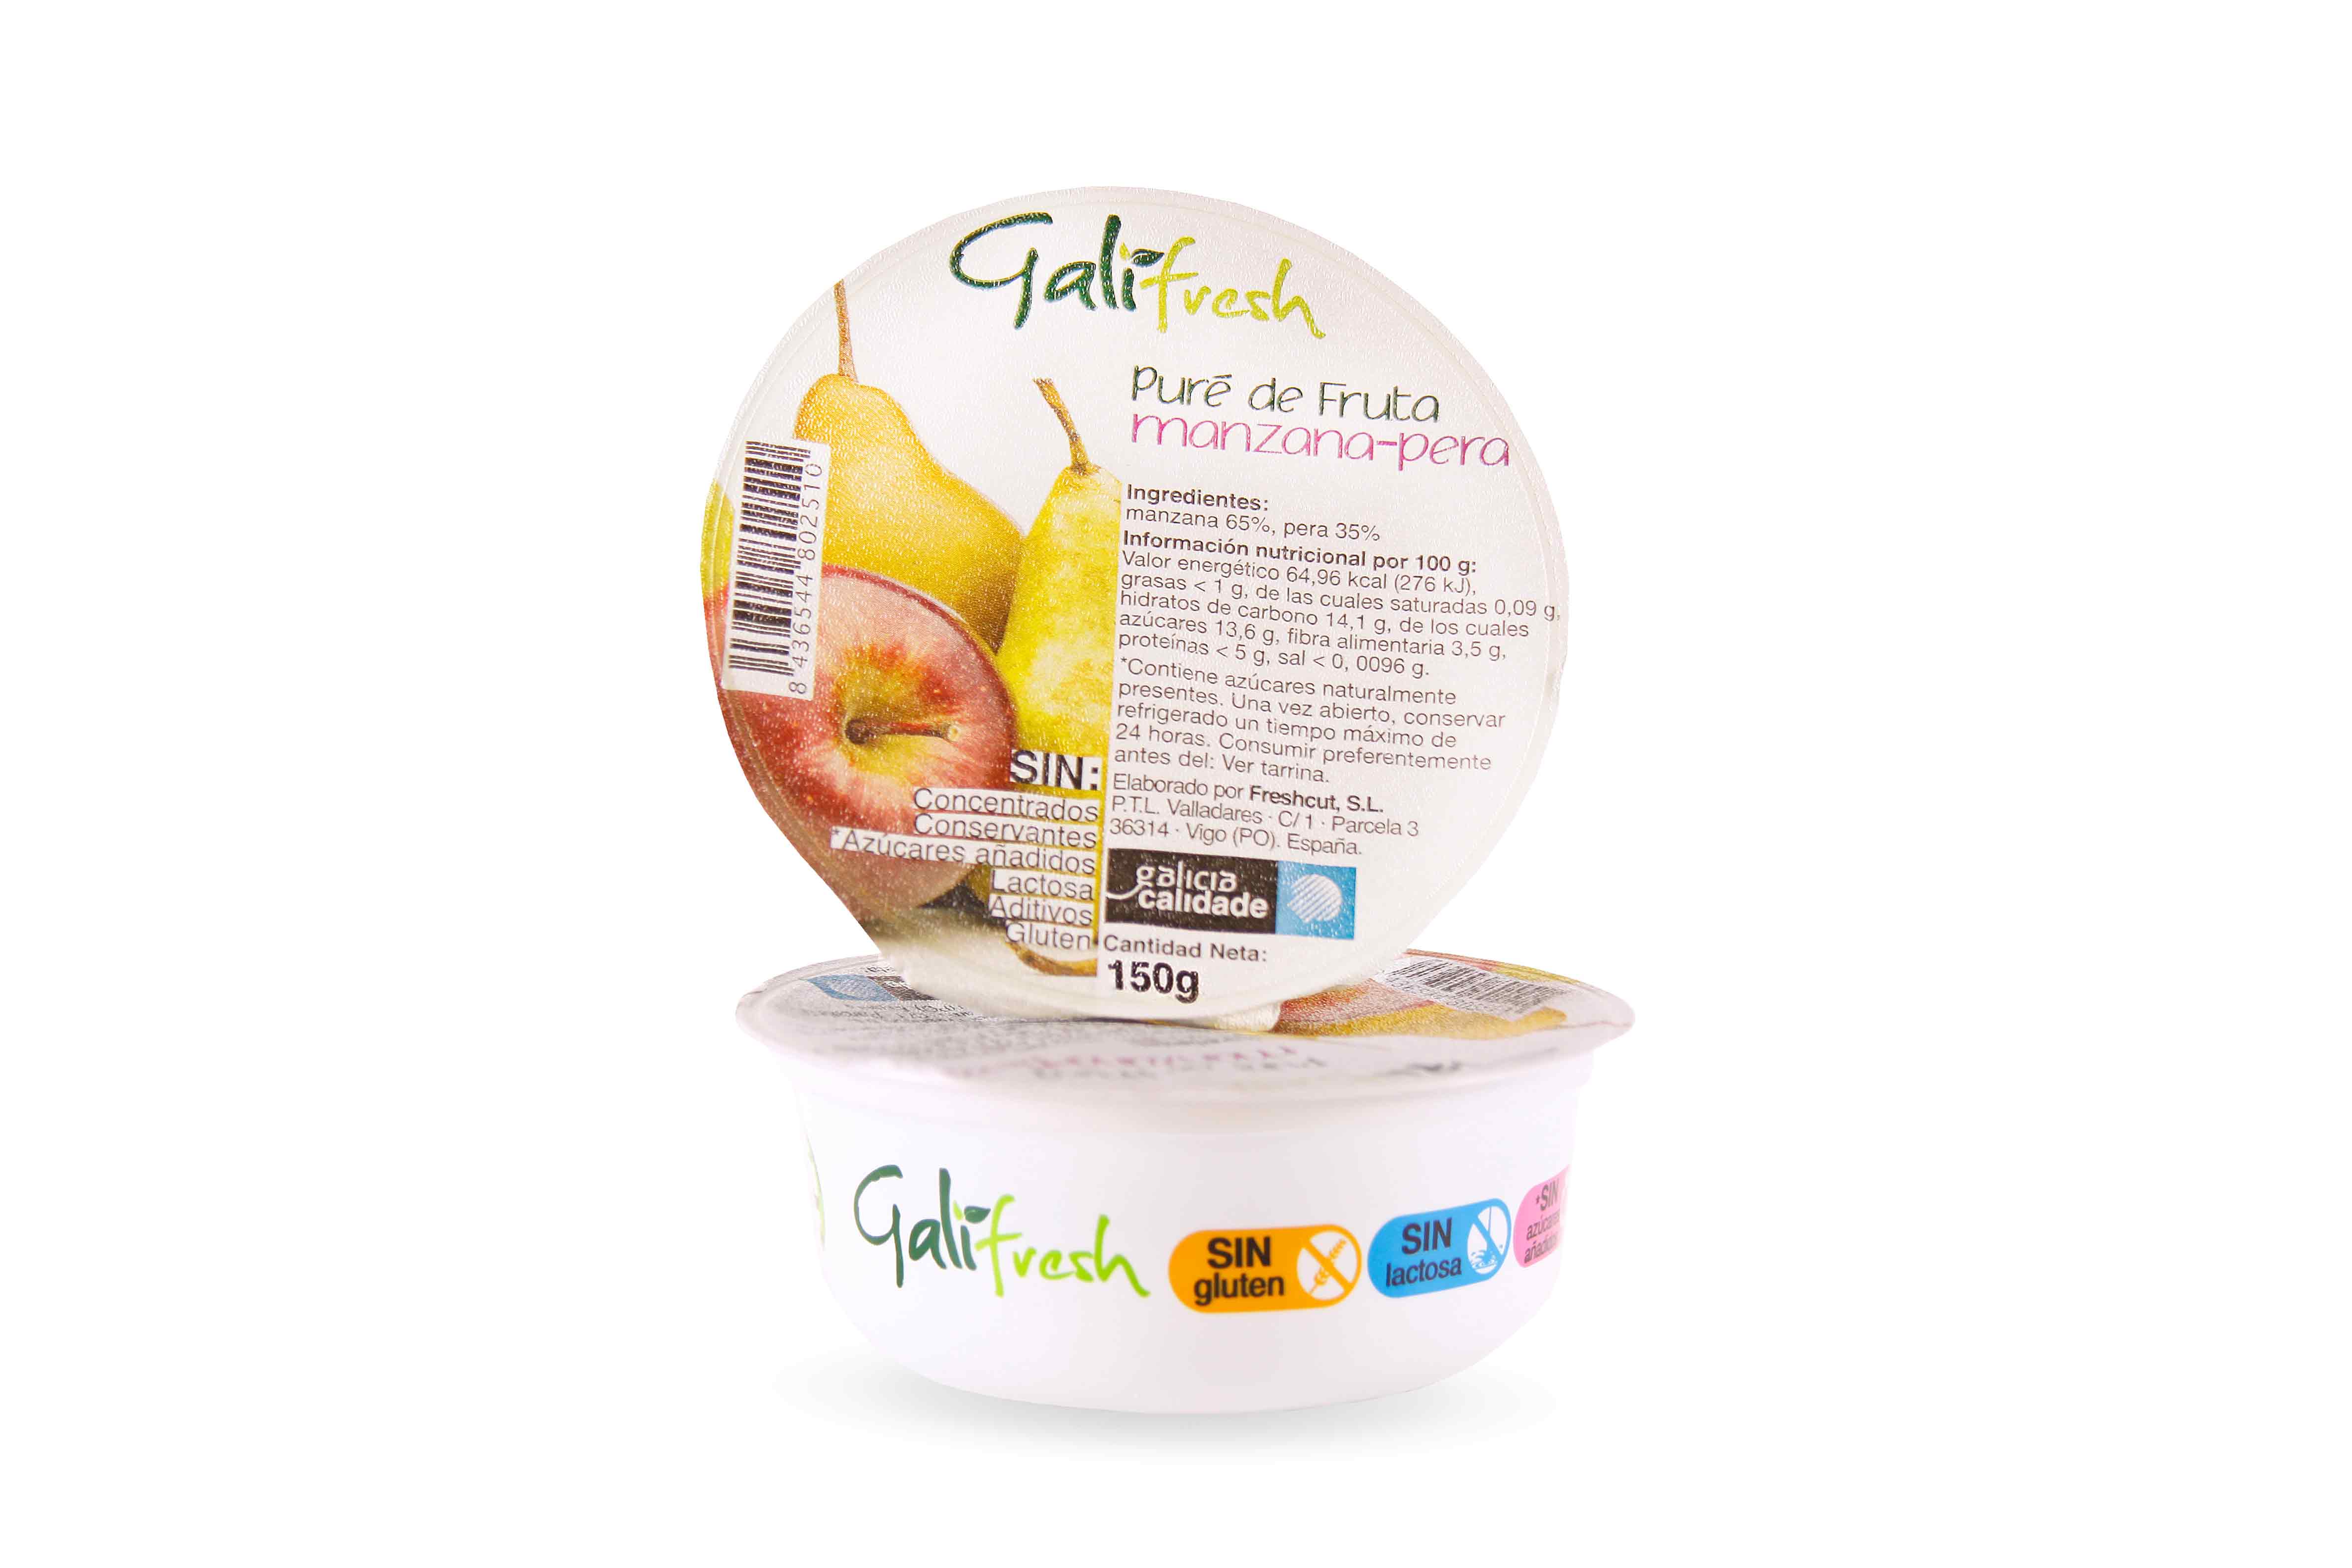 Galifresh
Puré de Fruta
manzana-pera
Ingredientes:
manzana 65%, pera 35%
Información nutricional por 100 g:
Valor energético 64,96 kcal (276 kJ),
grasas < 1 g, de las cuales saturadas 0,09 g,
hidratos de carbono 14,1 g, de los cuales
azúcares 13,6 g, fibra alimentaria 3,5 g,
proteínas < 5 g, sal < 0, 0096 g.
*Contiene azúcares naturalmente
presentes. Una vez abierto, conservar
refrigerado un tiempo máximo de
24 horas. Consumir preferentemente
antes del: Ver tarrina.
Elaborado por Freshcut, S.L.
P.T.L. Valladares · C/ 1 · Parcela 3
36314 · Vigo (PO). España.
galicia
calidade
Cantidad Neta:
150g
8 436544 802510
SIN:
Concentrados
Conservantes
*Azúcares añadidos
Lactosa
Aditivos
Gluten
Galifresh
SIN
gluten
SIN
lactosa
*SIN
azúcares
añadidos